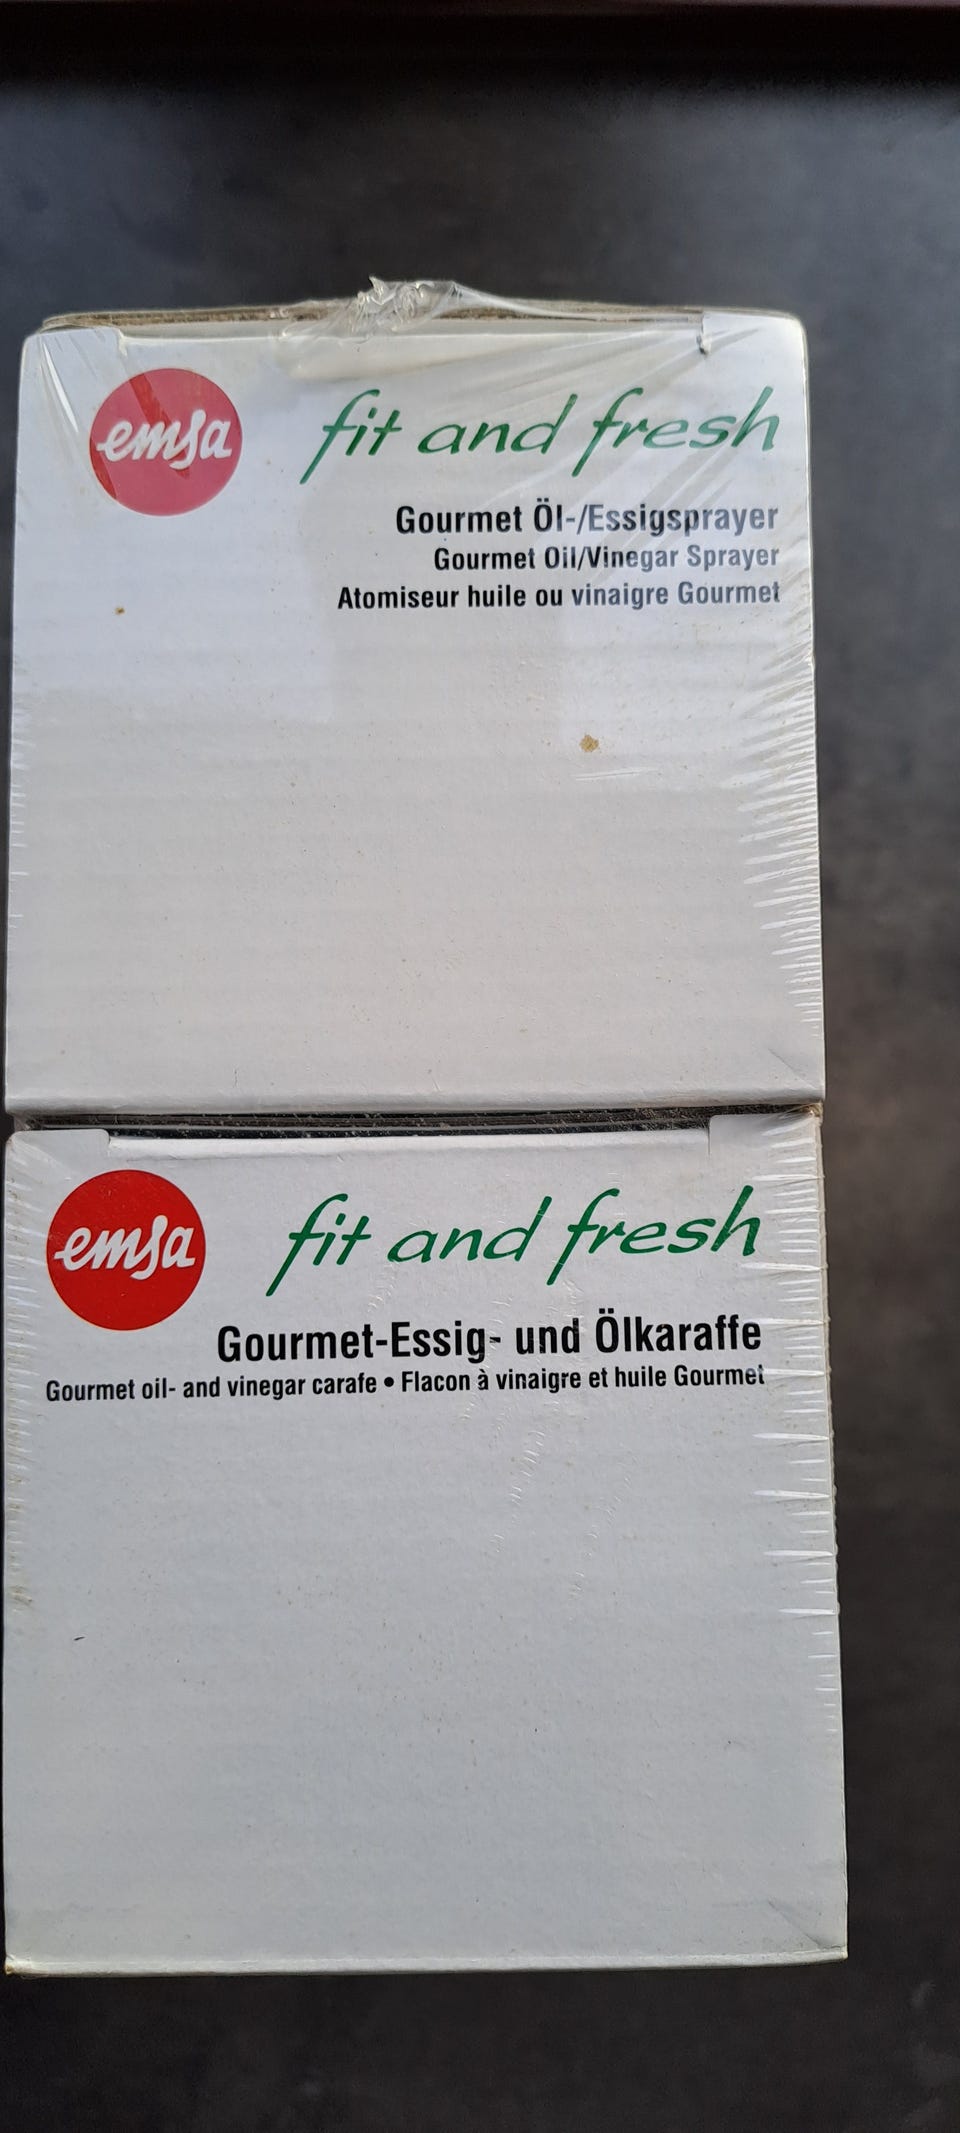 emsa
fit and fresh
Gourmet Öl-/Essigsprayer
Gourmet Oil/Vinegar Sprayer
Atomiseur huile ou vinaigre Gourmet
emsa
fit and fresh
Gourmet-Essig- und Ölkaraffe
Gourmet oil- and vinegar carafe • Flacon à vinaigre et huile Gourmet